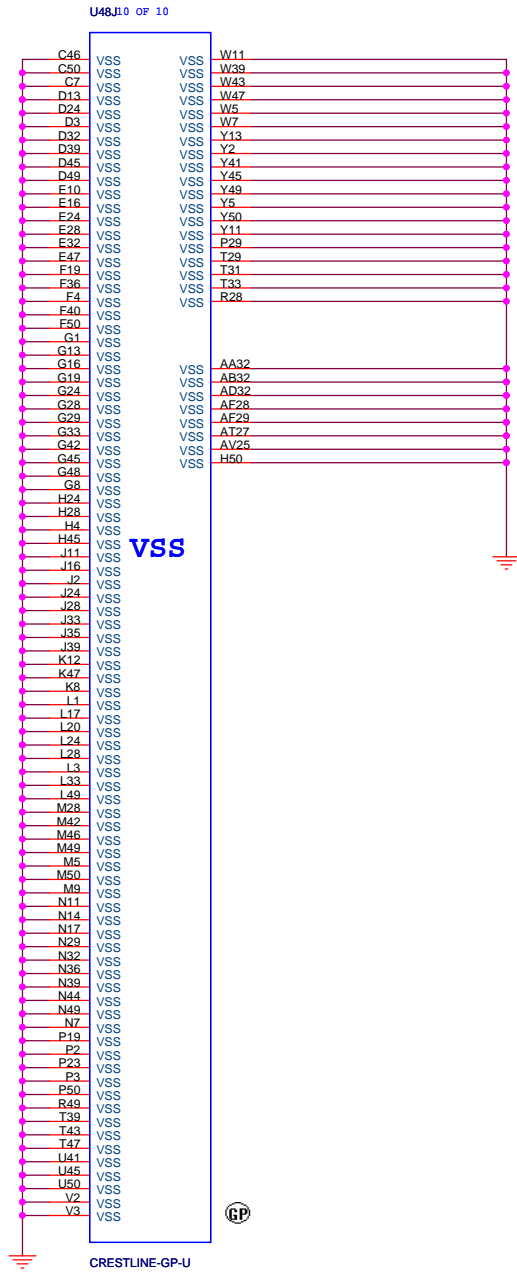 U48J 10 OF 10
C46 VSS VSS W11
C50 VSS VSS W39
C7 VSS VSS W43
D13 VSS VSS W47
D24 VSS VSS W5
D3 VSS VSS W7
D32 VSS VSS Y13
D39 VSS VSS Y2
D45 VSS VSS Y41
D49 VSS VSS Y45
E10 VSS VSS Y49
E16 VSS VSS Y5
E24 VSS VSS Y50
E28 VSS VSS Y11
E32 VSS VSS P29
E47 VSS VSS T29
F19 VSS VSS T31
F36 VSS VSS T33
F4 VSS VSS R28
F40 VSS
F50 VSS
G1 VSS
G13 VSS
G16 VSS VSS AA32
G19 VSS VSS AB32
G24 VSS VSS AD32
G28 VSS VSS AF28
G29 VSS VSS AF29
G33 VSS VSS AT27
G42 VSS VSS AV25
G45 VSS VSS H50
G48 VSS
G8 VSS
H24 VSS
H28 VSS
H4 VSS
H45 VSS
VSS
J11 VSS
J16 VSS
J2 VSS
J24 VSS
J28 VSS
J33 VSS
J35 VSS
J39 VSS
K12 VSS
K47 VSS
K8 VSS
L1 VSS
L17 VSS
L20 VSS
L24 VSS
L28 VSS
L3 VSS
L33 VSS
L49 VSS
M28 VSS
M42 VSS
M46 VSS
M49 VSS
M5 VSS
M50 VSS
M9 VSS
N11 VSS
N14 VSS
N17 VSS
N29 VSS
N32 VSS
N36 VSS
N39 VSS
N44 VSS
N49 VSS
N7 VSS
P19 VSS
P2 VSS
P23 VSS
P3 VSS
P50 VSS
R49 VSS
T39 VSS
T43 VSS
T47 VSS
U41 VSS
U45 VSS
U50 VSS
V2 VSS
V3 VSS
GP
CRESTLINE-GP-U